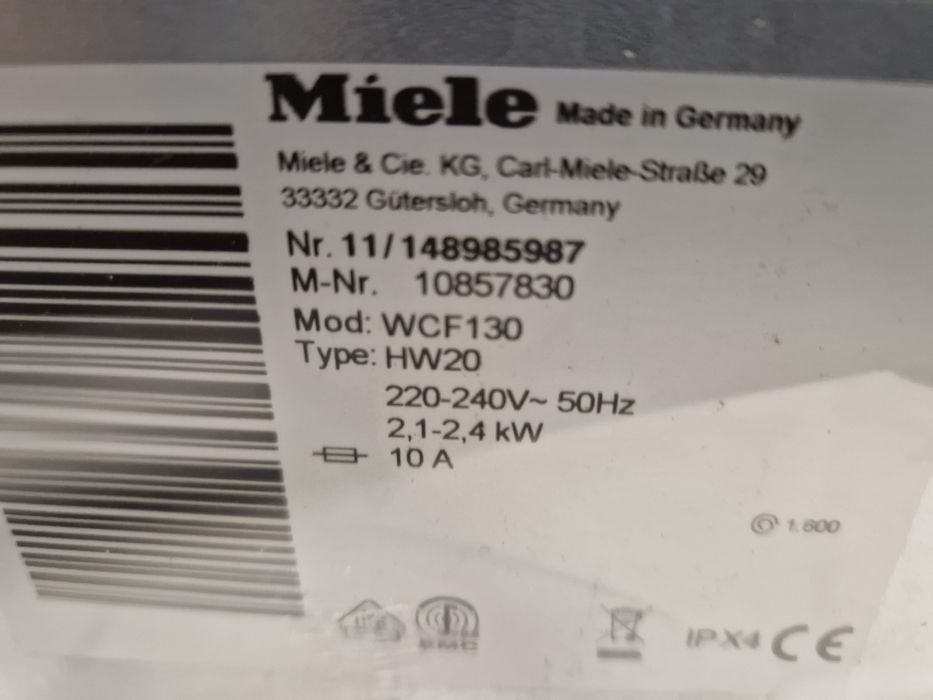 Miele Made in Germany
Miele & Cie. KG, Carl-Miele-Straße 29
33332 Gütersloh, Germany
Nr. 11/148985987
M-Nr. 10857830
Mod: WCF130
Type: HW20
220-240V~ 50Hz
2,1-2,4 kW
10 A
1.600
EMC
IPX4 CE